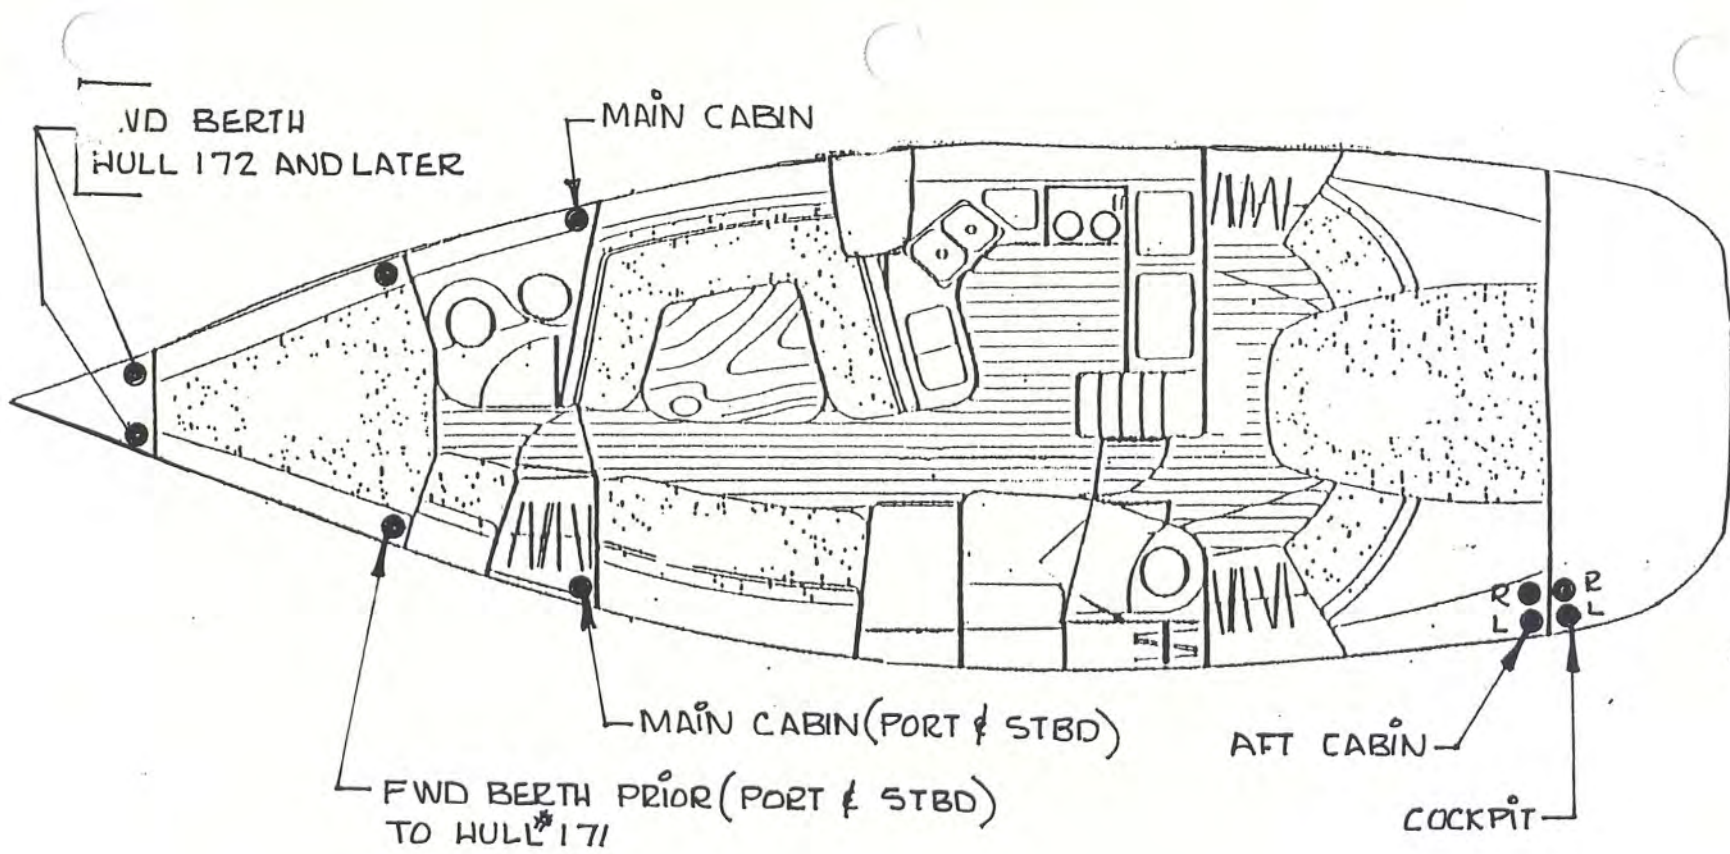 VD BERTH
HULL 172 AND LATER
MAIN CABIN
R
L
R
L
MAIN CABIN (PORT & STBD)
AFT CABIN
FWD BERTH PRIOR (PORT & STBD)
TO HULL #171
COCKPIT